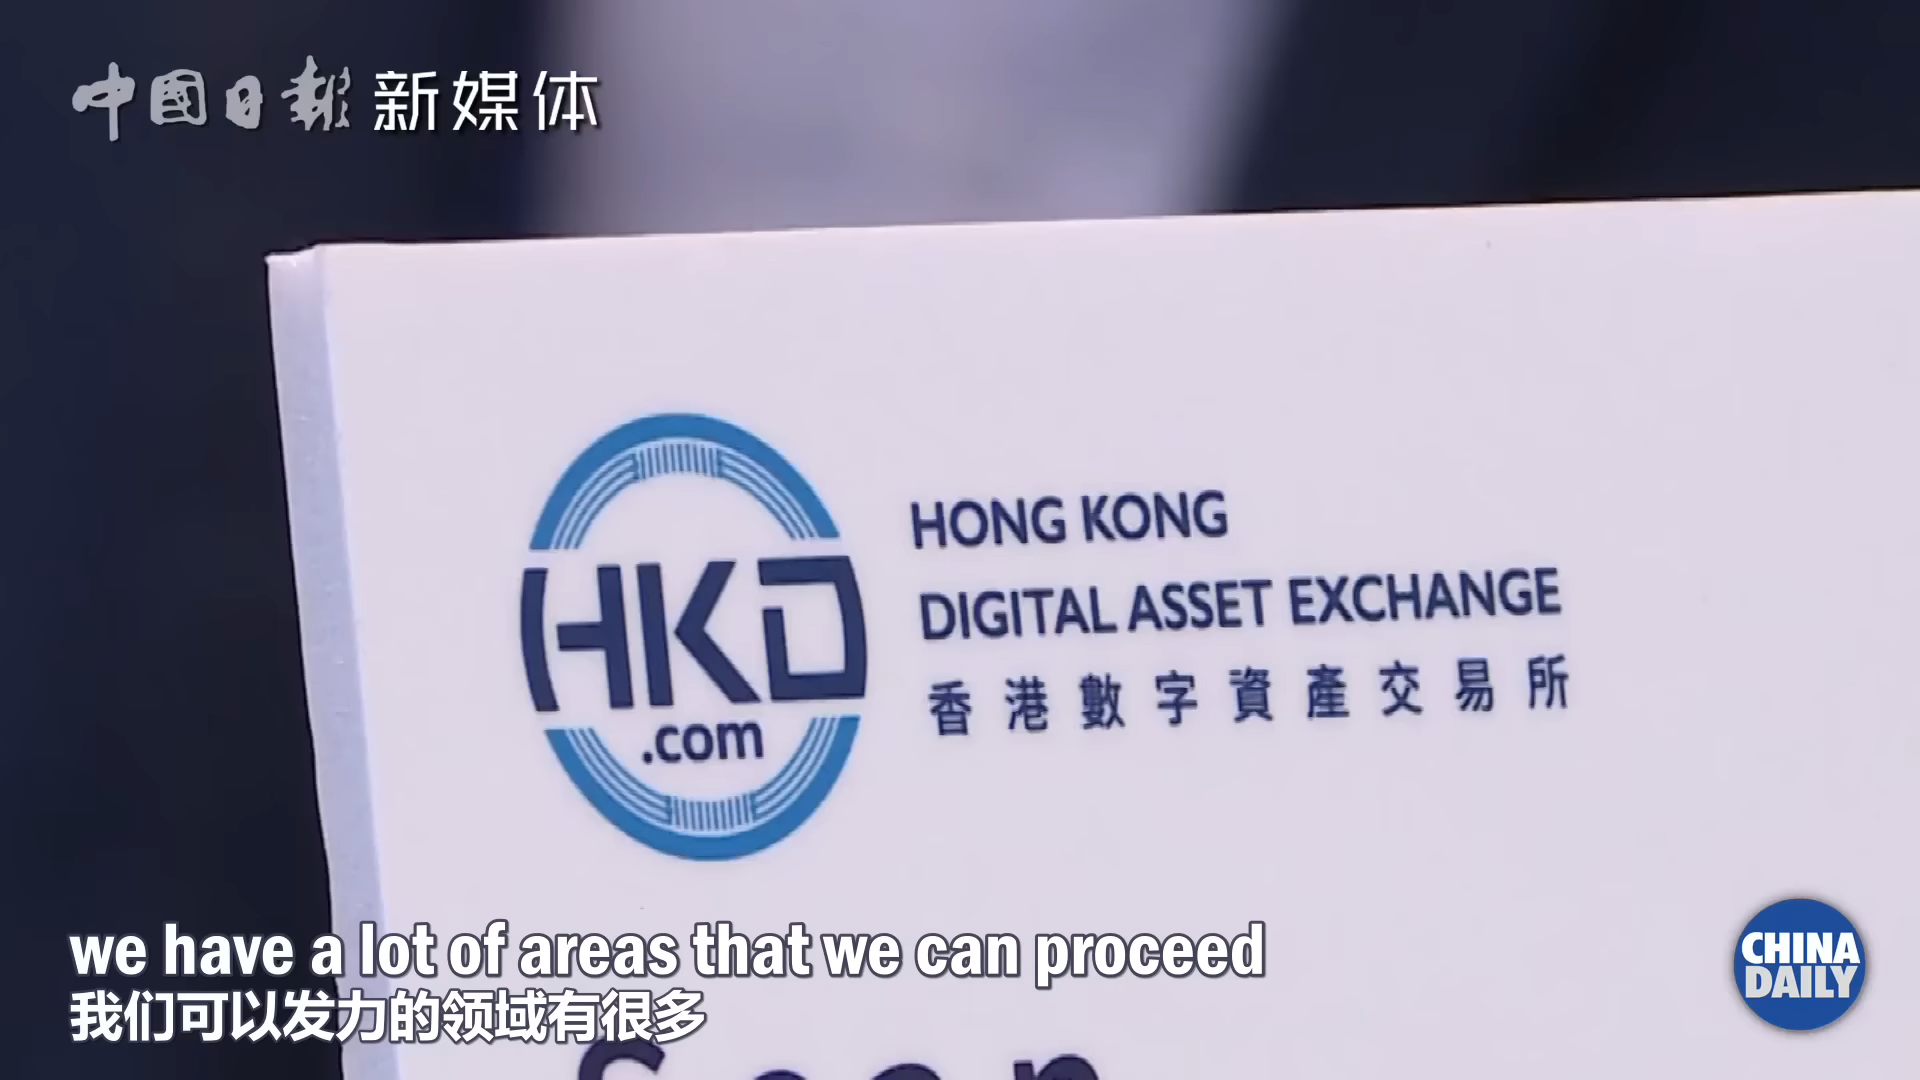 中國日報 新媒体
HKD
.com
HONG KONG
DIGITAL ASSET EXCHANGE
香港數字資產交易所
we have a lot of areas that we can proceed
我们可以发力的领域有很多
CHINA
DAILY